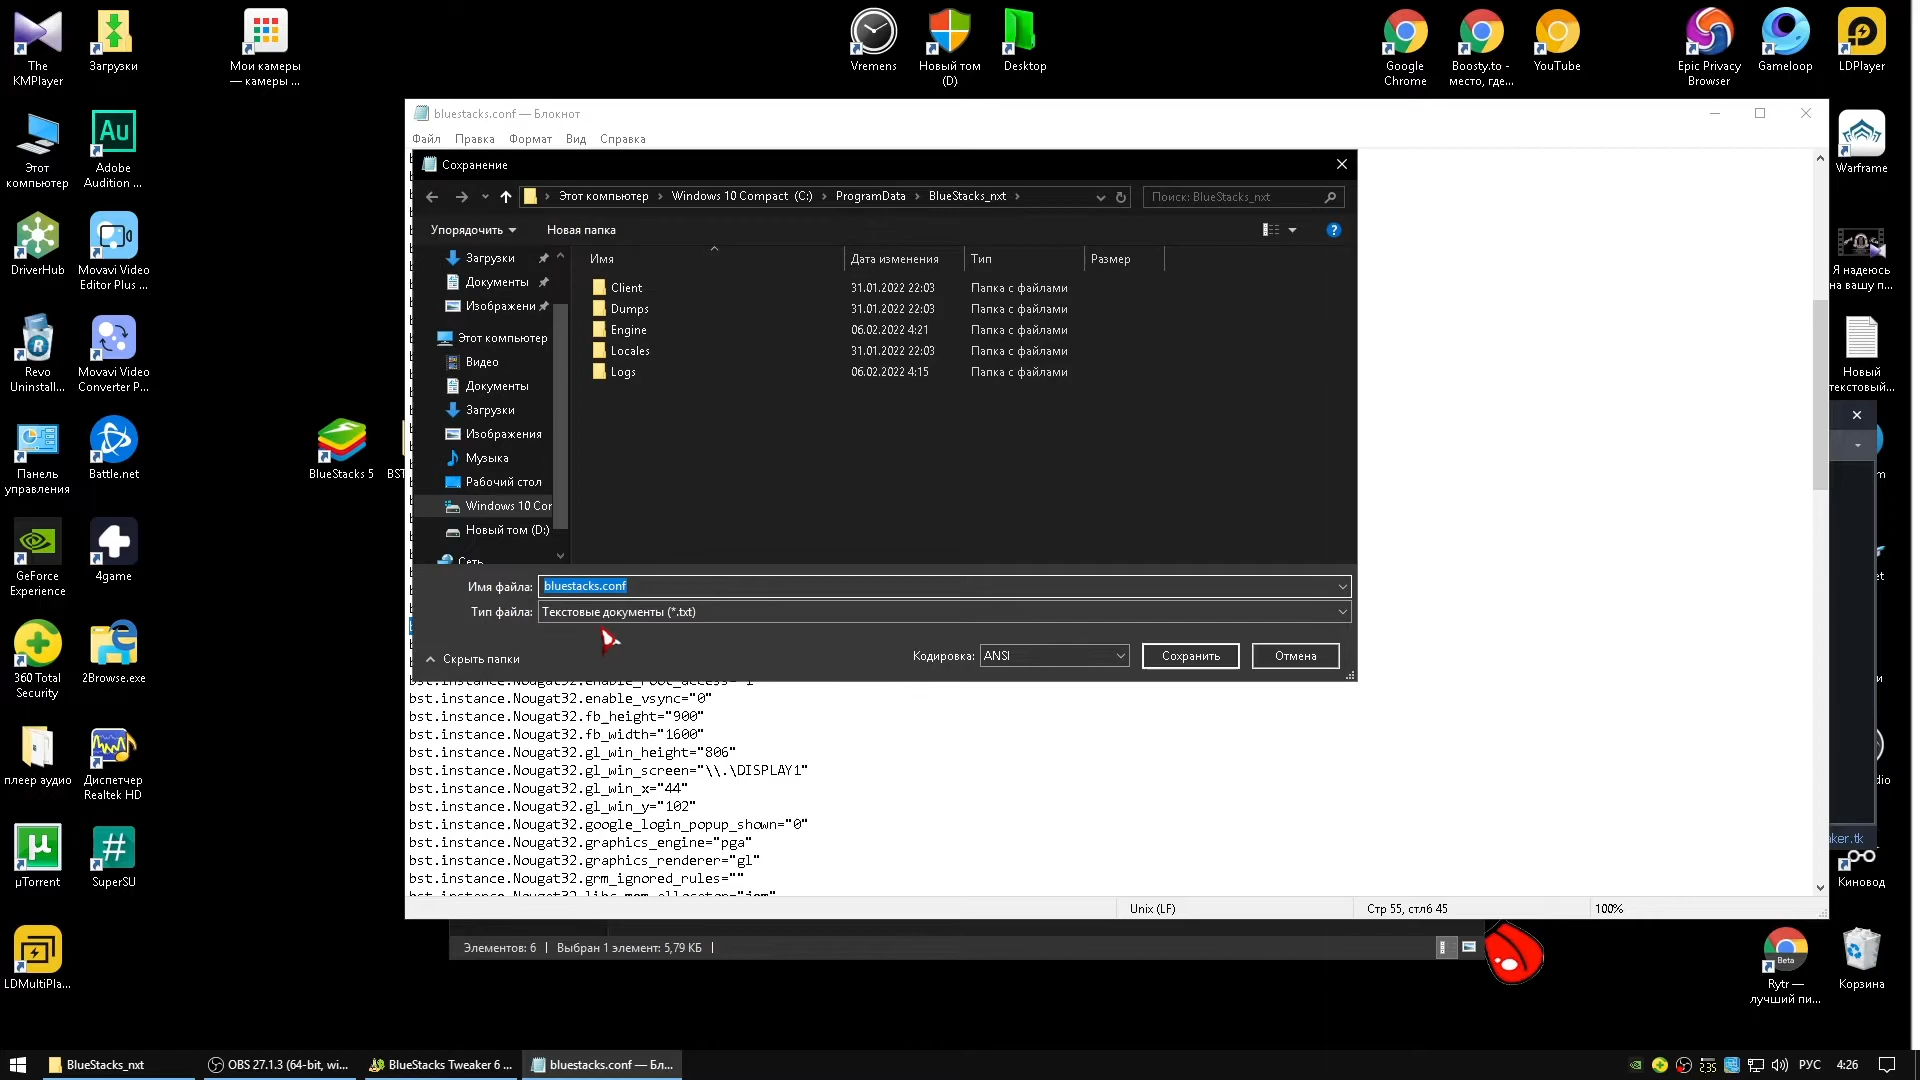 The
KMPlayer
Загрузки
Мои камеры
— камеры ...
Vremens
Новый том
(D)
Desktop
Google
Chrome
Boosty.to -
место, где...
YouTube
Epic Privacy
Browser
Gameloop
LDPlayer
Этот
компьютер
Adobe
Audition ...
Warframe
DriverHub
Movavi Video
Editor Plus ...
Я надеюсь
на вашу п...
Revo
Uninstall...
Movavi Video
Converter P...
Новый
текстовый...
Панель
управления
Battle.net
BlueStacks 5
BST
GeForce
Experience
4game
360 Total
Security
2Browse.exe
плеер аудио
Диспетчер
Realtek HD
µTorrent
SuperSU
LDMultiPla...
bluestacks.conf — Блокнот
Файл Правка Формат Вид Справка
Сохранение
Этот компьютер > Windows 10 Compact (C:) > ProgramData > BlueStacks_nxt >
Поиск: BlueStacks_nxt
Упорядочить Новая папка
Загрузки
Документы
Изображени
Этот компьютер
Видео
Документы
Загрузки
Изображения
Музыка
Рабочий стол
Windows 10 Cor
Новый том (D:)
Сеть
Имя Дата изменения Тип Размер
Client 31.01.2022 22:03 Папка с файлами
Dumps 31.01.2022 22:03 Папка с файлами
Engine 06.02.2022 4:21 Папка с файлами
Locales 31.01.2022 22:03 Папка с файлами
Logs 06.02.2022 4:15 Папка с файлами
Имя файла: bluestacks.conf
Тип файла: Текстовые документы (*.txt)
Скрыть папки
Кодировка: ANSI Сохранить Отмена
bst.instance.Nougat32.enable_root_access="1"
bst.instance.Nougat32.enable_vsync="0"
bst.instance.Nougat32.fb_height="900"
bst.instance.Nougat32.fb_width="1600"
bst.instance.Nougat32.gl_win_height="806"
bst.instance.Nougat32.gl_win_screen="\\.\DISPLAY1"
bst.instance.Nougat32.gl_win_x="44"
bst.instance.Nougat32.gl_win_y="102"
bst.instance.Nougat32.google_login_popup_shown="0"
bst.instance.Nougat32.graphics_engine="pga"
bst.instance.Nougat32.graphics_renderer="gl"
bst.instance.Nougat32.grm_ignored_rules=""
Unix (LF) Стр 55, стлб 45 100%
Элементов: 6 Выбран 1 элемент: 5,79 КБ
aker.tk
Киновод
Beta
Rytr —
лучший пи...
Корзина
BlueStacks_nxt
OBS 27.1.3 (64-bit, wi...
BlueStacks Tweaker 6 ...
bluestacks.conf — Бл...
РУС
4:26